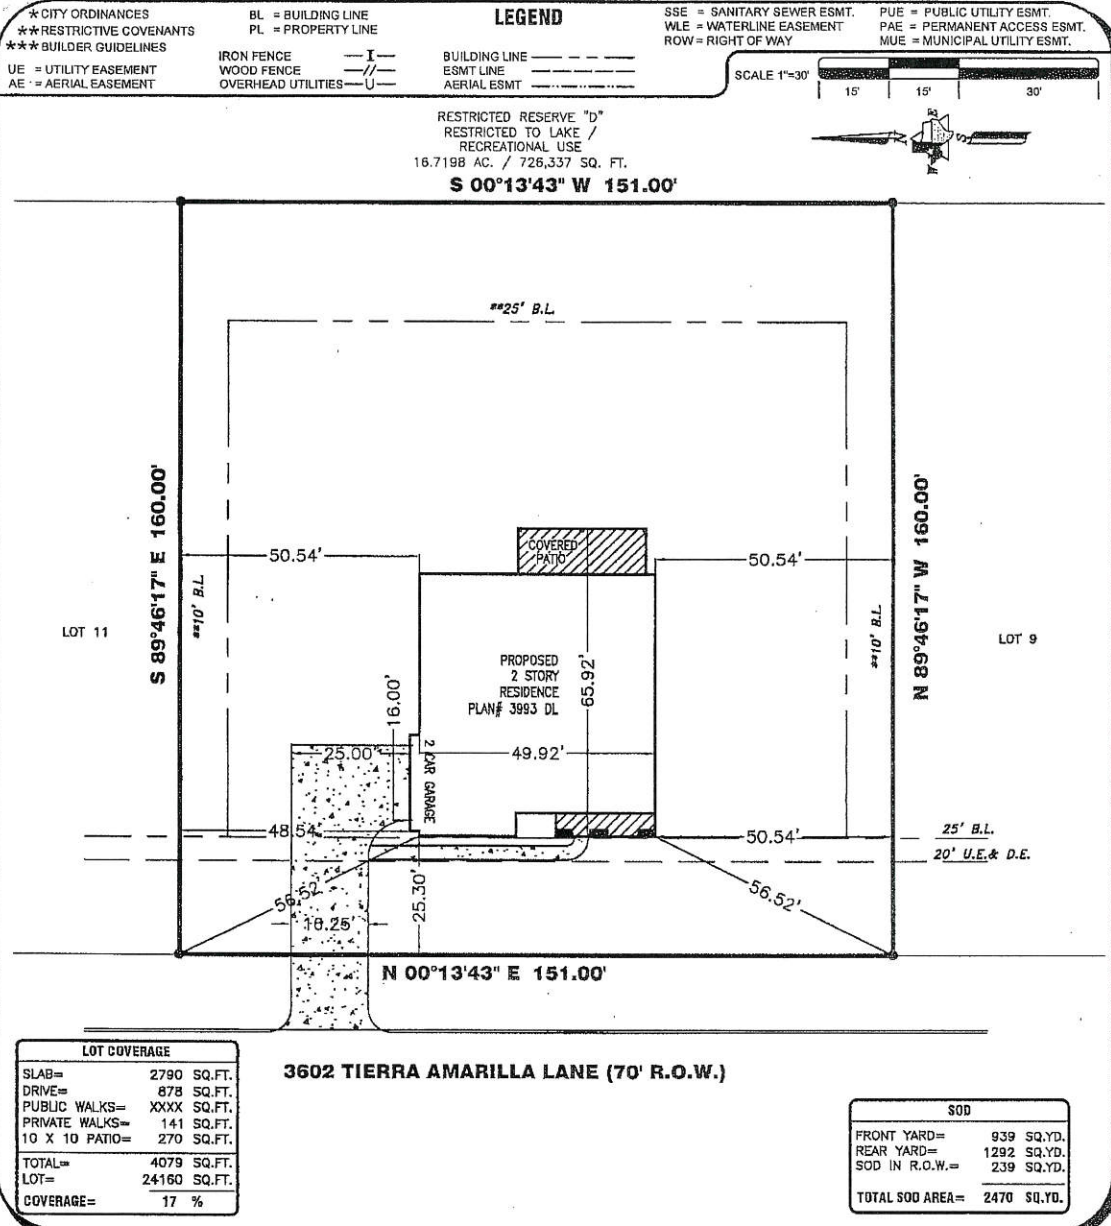 * CITY ORDINANCES
** RESTRICTIVE COVENANTS
*** BUILDER GUIDELINES
UE = UTILITY EASEMENT
AE = AERIAL EASEMENT
BL = BUILDING LINE
PL = PROPERTY LINE
IRON FENCE —I—
WOOD FENCE —//—
OVERHEAD UTILITIES —U—
LEGEND
BUILDING LINE
ESMT LINE
AERIAL ESMT
SSE = SANITARY SEWER ESMT.
WLE = WATERLINE EASEMENT
ROW = RIGHT OF WAY
PUE = PUBLIC UTILITY ESMT.
PAE = PERMANENT ACCESS ESMT.
MUE = MUNICIPAL UTILITY ESMT.
SCALE 1"=30'
15' 15' 30'
N E S W
RESTRICTED RESERVE "D"
RESTRICTED TO LAKE /
RECREATIONAL USE
16.7198 AC. / 726,337 SQ. FT.
S 00°13'43" W 151.00'
**25' B.L.
S 89°46'17" E 160.00'
N 89°46'17" W 160.00'
50.54'
COVERED
PATIO
50.54'
**10' B.L.
**10' B.L.
LOT 11
LOT 9
PROPOSED
2 STORY
RESIDENCE
PLAN# 3993 DL
65.92'
16.00'
25.00'
2 CAR GARAGE
49.92'
48.54'
50.54'
25' B.L.
20' U.E.& D.E.
56.52'
25.30'
56.52'
16.25'
N 00°13'43" E 151.00'
3602 TIERRA AMARILLA LANE (70' R.O.W.)
LOT COVERAGE
SLAB= 2790 SQ.FT.
DRIVE= 878 SQ.FT.
PUBLIC WALKS= XXXX SQ.FT.
PRIVATE WALKS= 141 SQ.FT.
10 X 10 PATIO= 270 SQ.FT.
TOTAL= 4079 SQ.FT.
LOT= 24160 SQ.FT.
COVERAGE= 17 %
SOD
FRONT YARD= 939 SQ.YD.
REAR YARD= 1292 SQ.YD.
SOD IN R.O.W.= 239 SQ.YD.
TOTAL SOD AREA= 2470 SQ.YD.